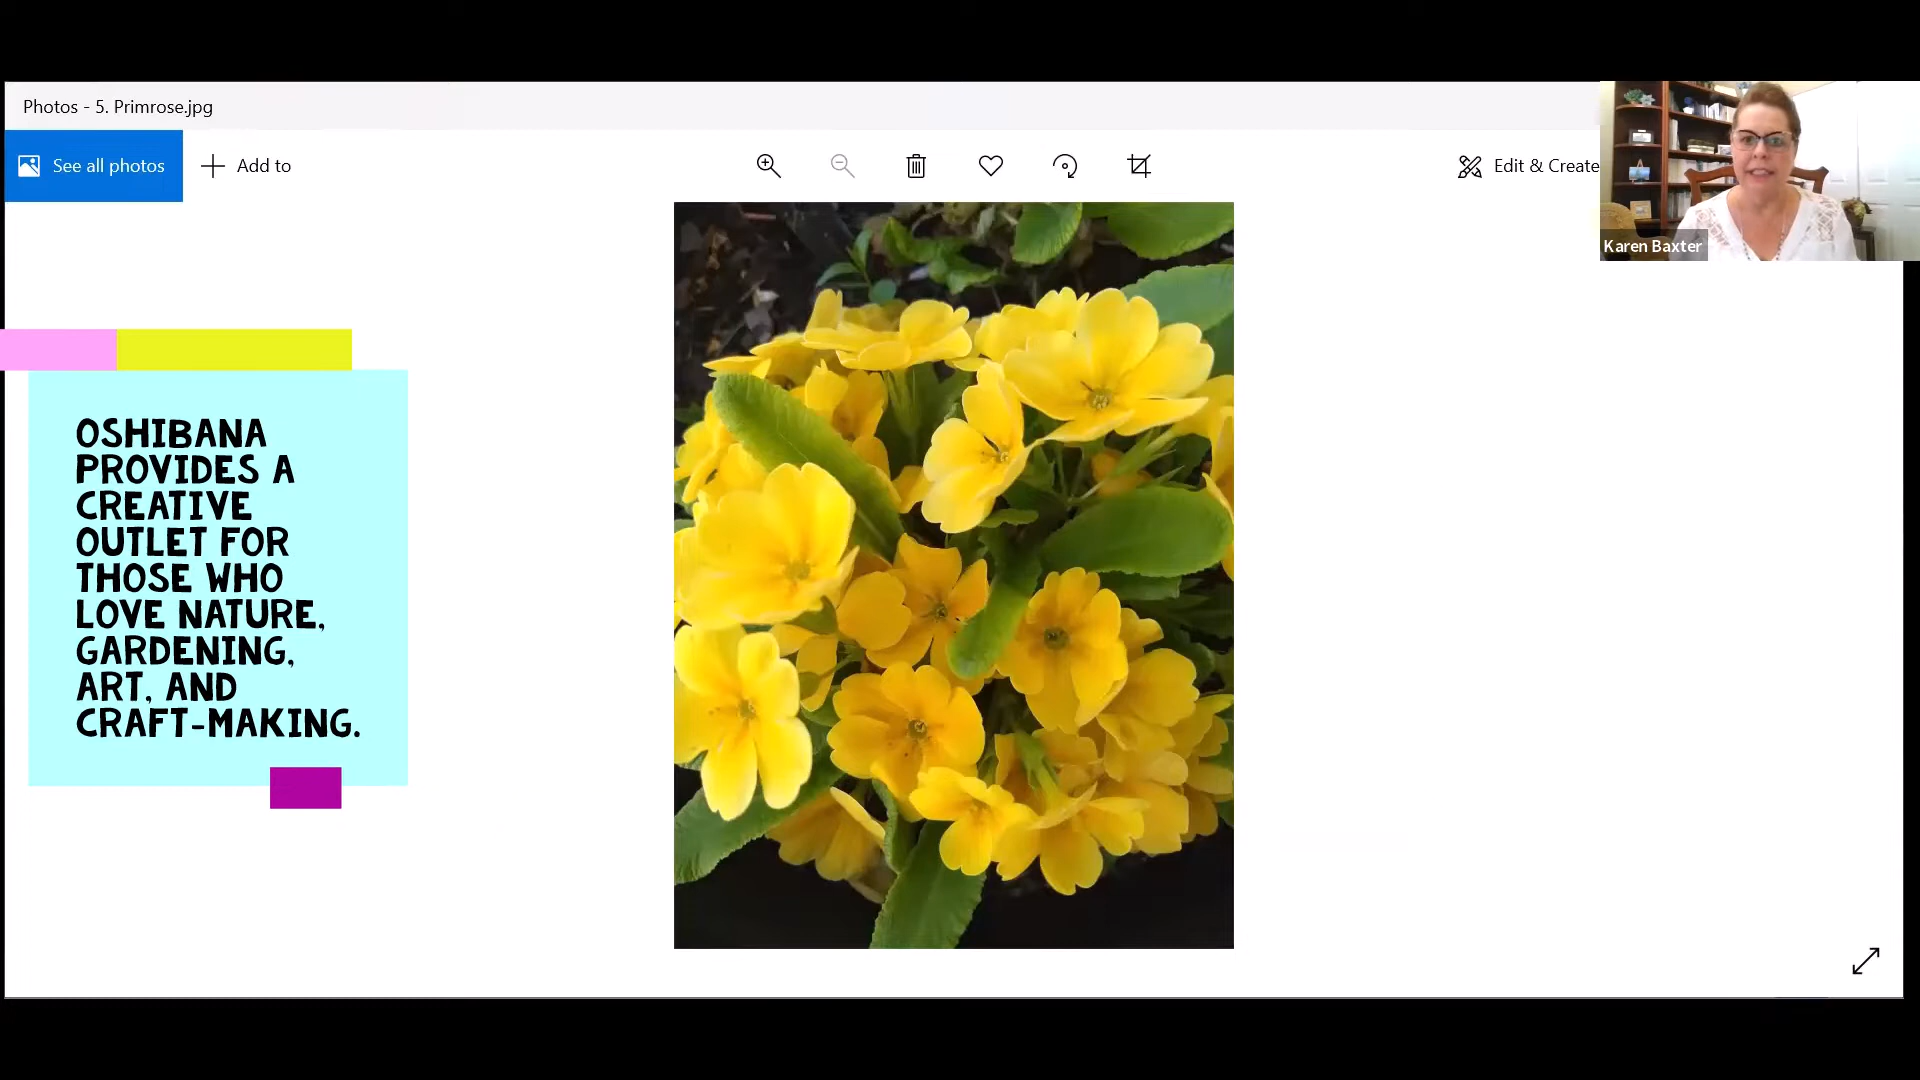 Photos - 5. Primrose.jpg
See all photos
Add to
Edit & Create
Karen Baxter
OSHIBANA
PROVIDES A
CREATIVE
OUTLET FOR
THOSE WHO
LOVE NATURE,
GARDENING,
ART, AND
CRAFT-MAKING.